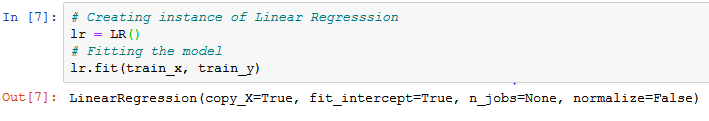 In [7]: # Creating instance of Linear Regresssion
lr = LR()
# Fitting the model
lr.fit(train_x, train_y)
Out[7]: LinearRegression(copy_X=True, fit_intercept=True, n_jobs=None, normalize=False)